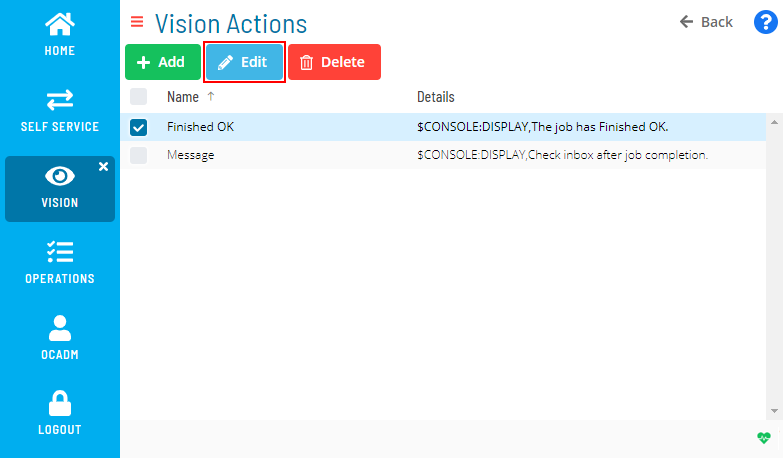 HOME
SELF SERVICE
VISION
OPERATIONS
OCADM
LOGOUT
Vision Actions
Back
?
Add
Edit
Delete
Name ↑ Details
Finished OK $CONSOLE:DISPLAY,The job has Finished OK.
Message $CONSOLE:DISPLAY,Check inbox after job completion.